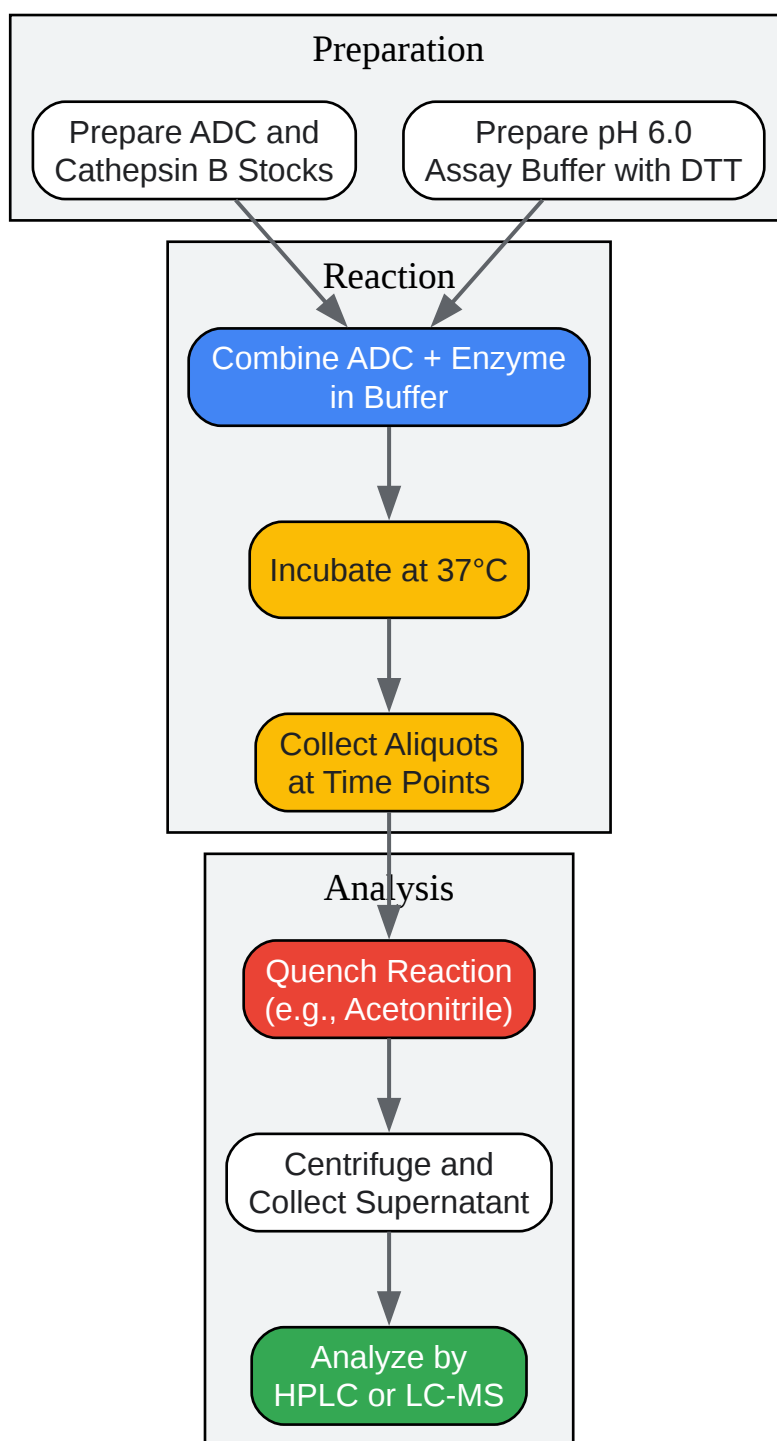 Preparation
Prepare ADC and
Cathepsin B Stocks
Prepare pH 6.0
Assay Buffer with DTT
Reaction
Combine ADC + Enzyme
in Buffer
Incubate at 37°C
Collect Aliquots
at Time Points
Analysis
Quench Reaction
(e.g., Acetonitrile)
Centrifuge and
Collect Supernatant
Analyze by
HPLC or LC-MS